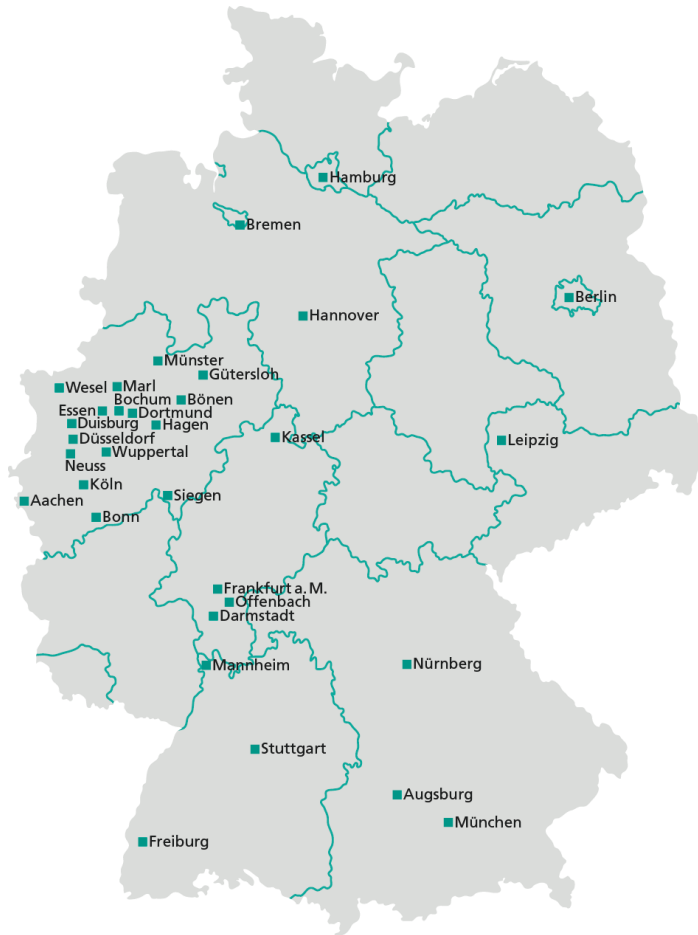 Hamburg
Bremen
Berlin
Hannover
Münster
Gütersloh
Wesel
Marl
Bochum
Bönen
Essen
Dortmund
Duisburg
Hagen
Düsseldorf
Kassel
Leipzig
Wuppertal
Neuss
Köln
Siegen
Aachen
Bonn
Frankfurt a. M.
Offenbach
Darmstadt
Mannheim
Nürnberg
Stuttgart
Augsburg
München
Freiburg